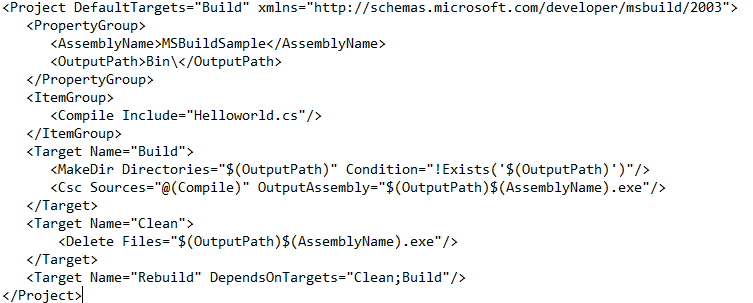 <Project DefaultTargets="Build" xmlns="http://schemas.microsoft.com/developer/msbuild/2003">
   <PropertyGroup>
      <AssemblyName>MSBuildSample</AssemblyName>
      <OutputPath>Bin\</OutputPath>
   </PropertyGroup>
   <ItemGroup>
      <Compile Include="Helloworld.cs"/>
   </ItemGroup>
   <Target Name="Build">
      <MakeDir Directories="$(OutputPath)" Condition="!Exists('$(OutputPath)')"/>
      <Csc Sources="@(Compile)" OutputAssembly="$(OutputPath)$(AssemblyName).exe"/>
   </Target>
   <Target Name="Clean">
       <Delete Files="$(OutputPath)$(AssemblyName).exe"/>
   </Target>
   <Target Name="Rebuild" DependsOnTargets="Clean;Build"/>
</Project>